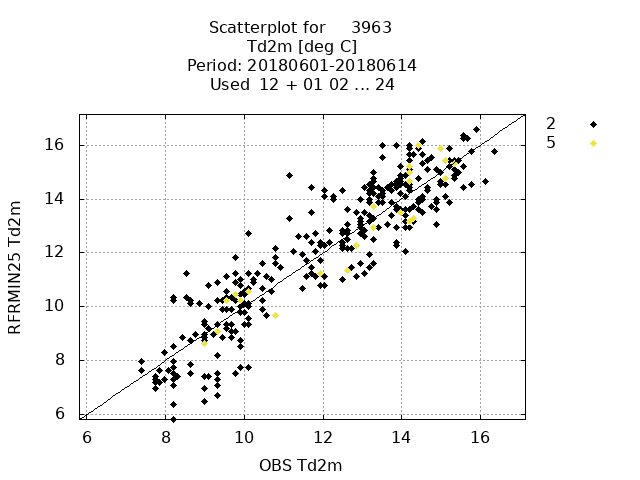 Scatterplot for 3963
Td2m [deg C]
Period: 20180601-20180614
Used 12 + 01 02 ... 24
2
5
16
14
12
10
8
6
RFRMIN25 Td2m
6 8 10 12 14 16
OBS Td2m